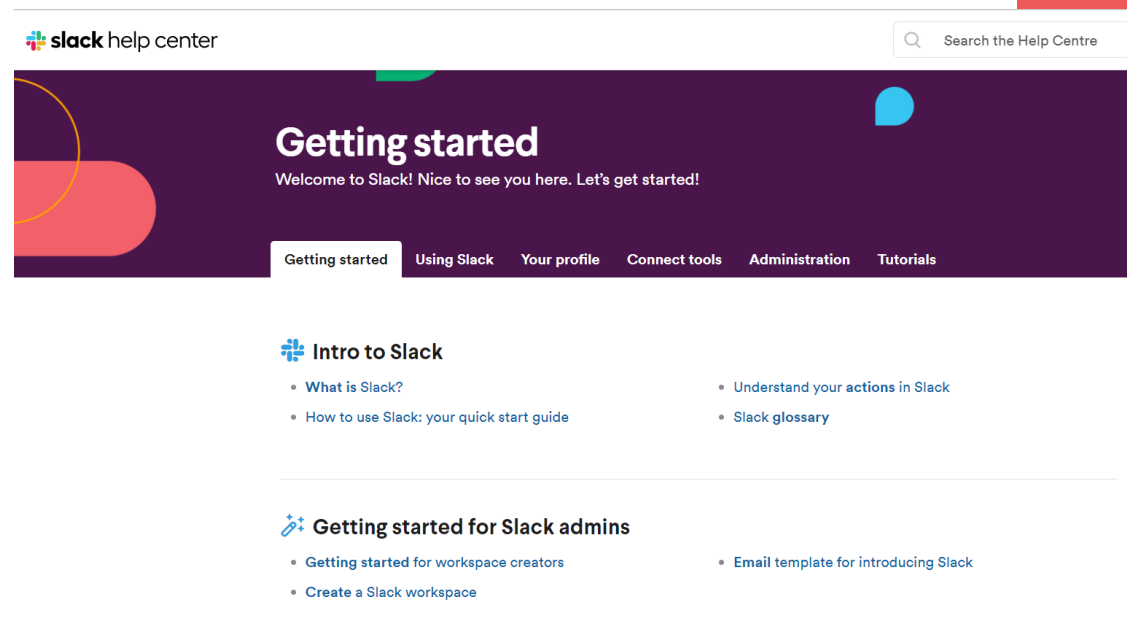 slack help center
Search the Help Centre
Getting started
Welcome to Slack! Nice to see you here. Let's get started!
Getting started
Using Slack
Your profile
Connect tools
Administration
Tutorials
Intro to Slack
What is Slack?
Understand your actions in Slack
How to use Slack: your quick start guide
Slack glossary
Getting started for Slack admins
Getting started for workspace creators
Email template for introducing Slack
Create a Slack workspace